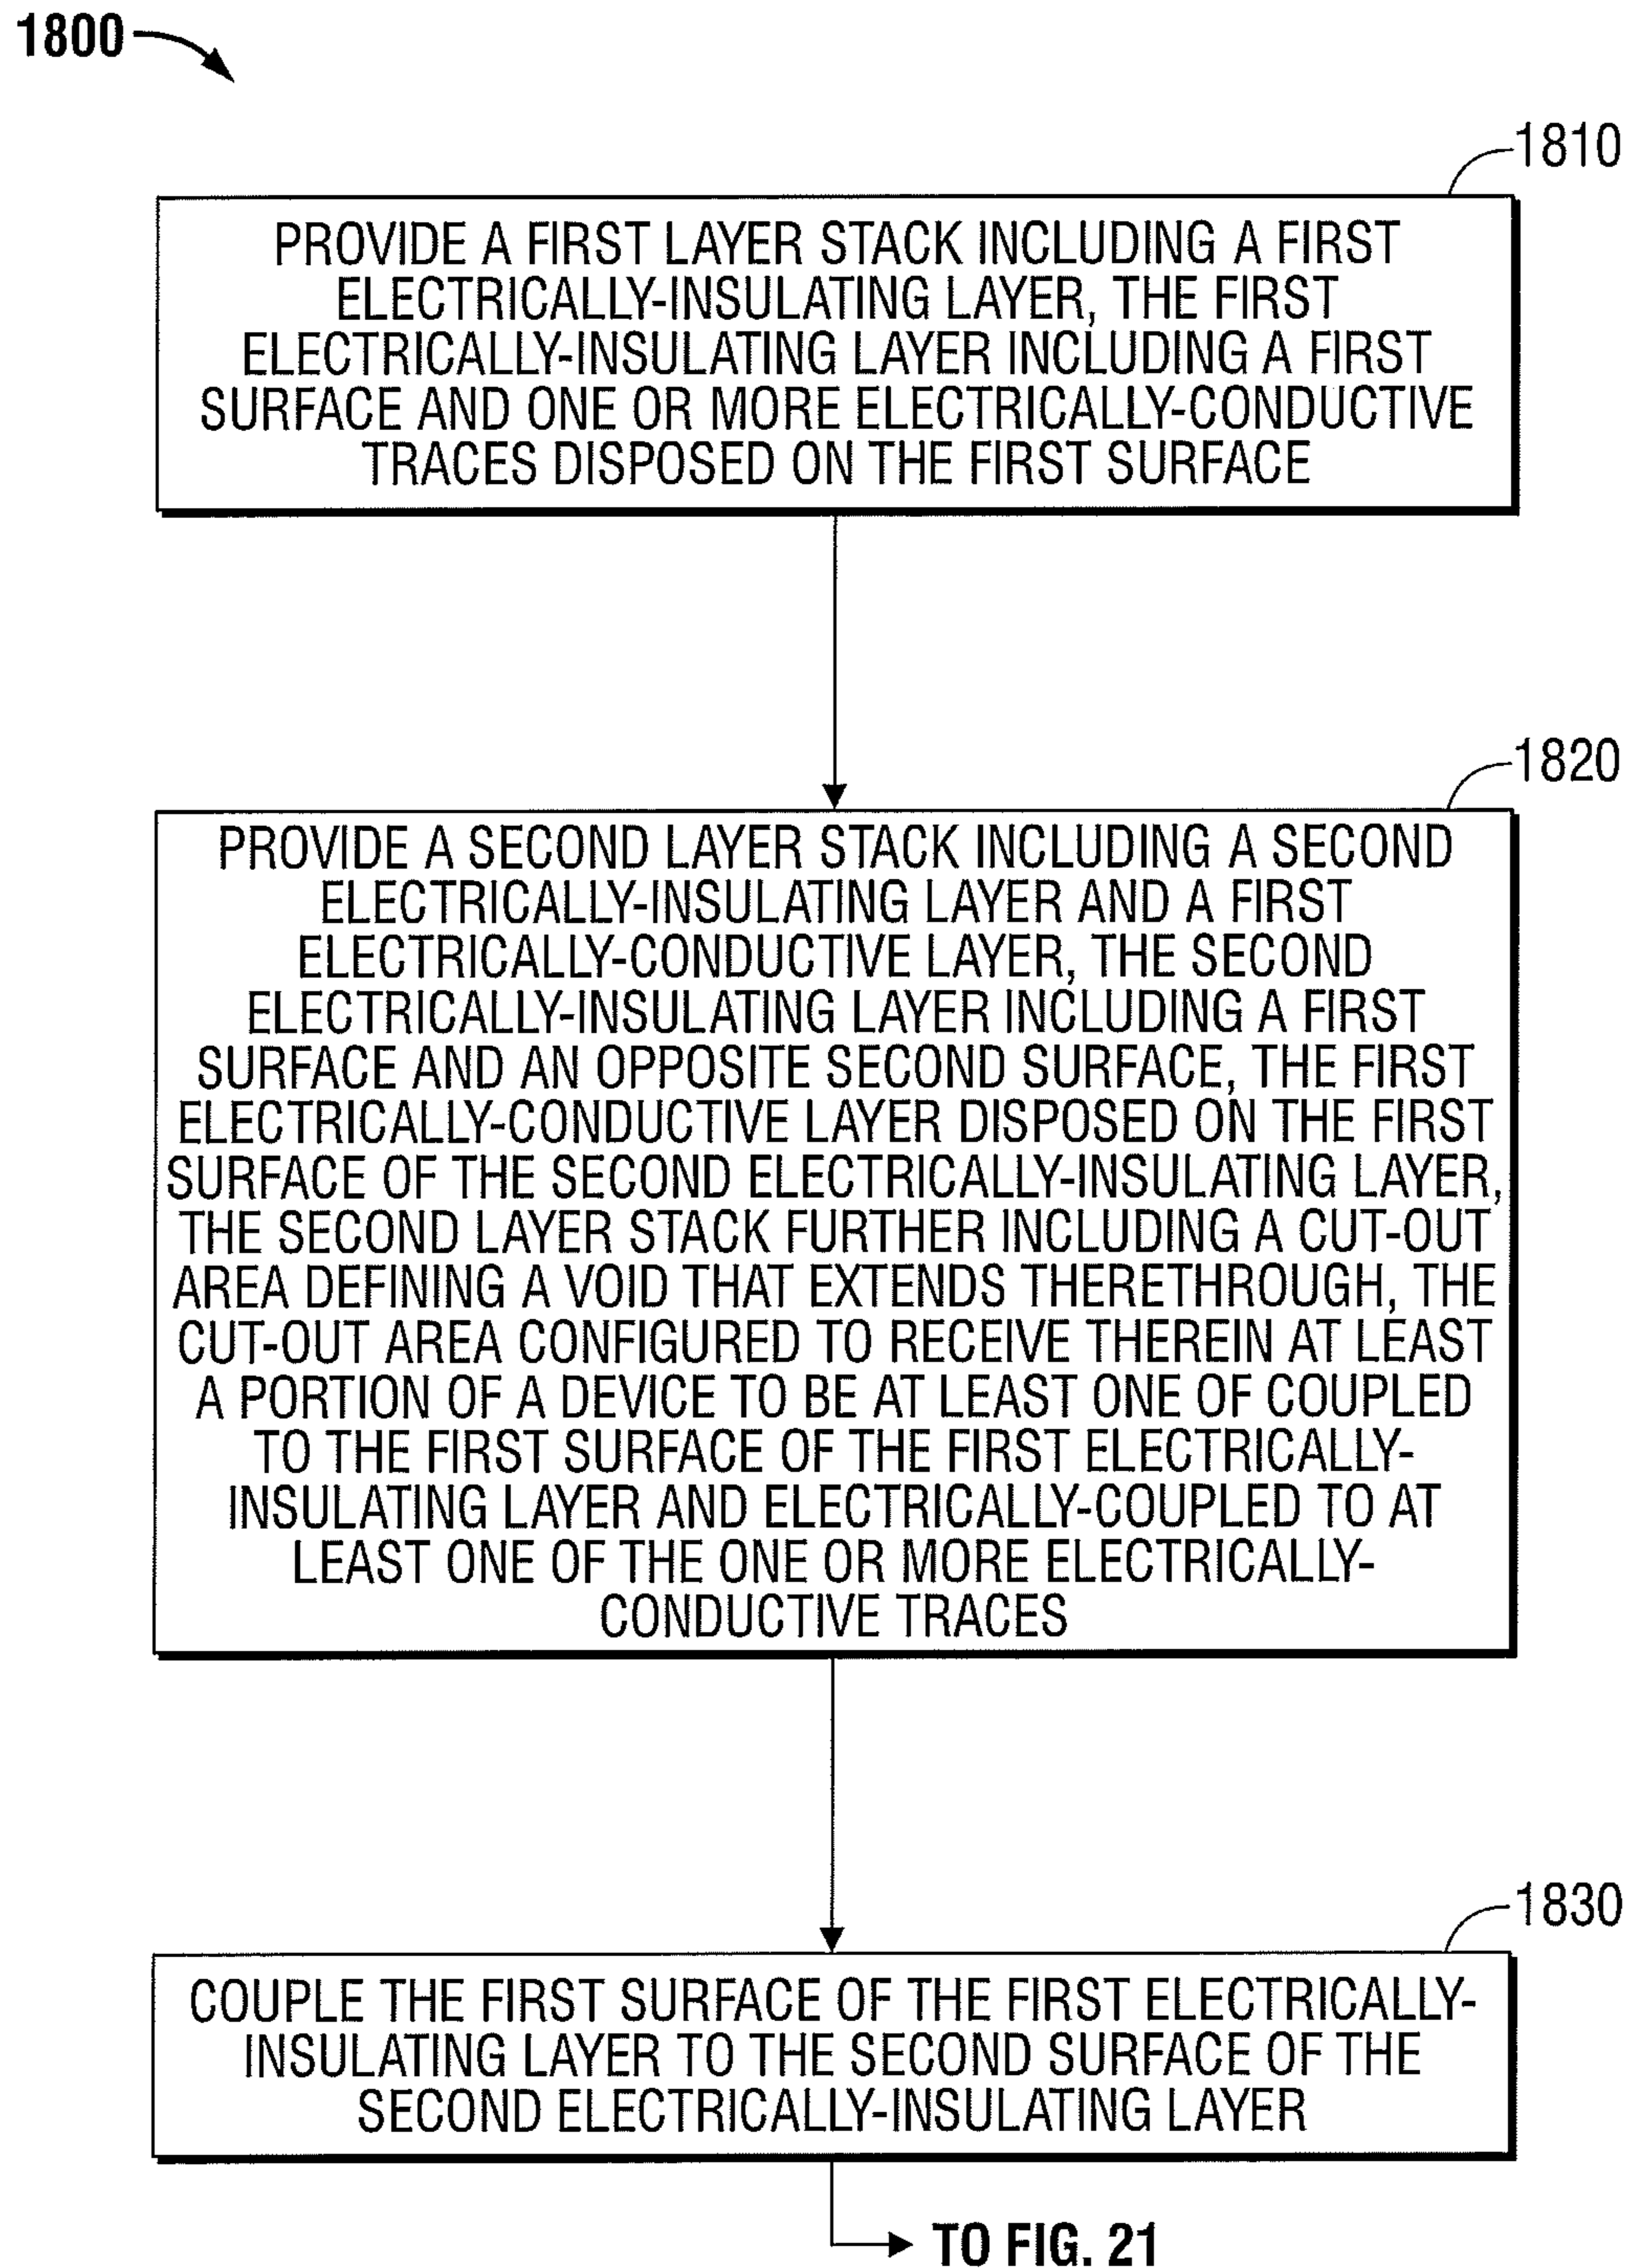 1800
1810
PROVIDE A FIRST LAYER STACK INCLUDING A FIRST
ELECTRICALLY-INSULATING LAYER, THE FIRST
ELECTRICALLY-INSULATING LAYER INCLUDING A FIRST
SURFACE AND ONE OR MORE ELECTRICALLY-CONDUCTIVE
TRACES DISPOSED ON THE FIRST SURFACE
1820
PROVIDE A SECOND LAYER STACK INCLUDING A SECOND
ELECTRICALLY-INSULATING LAYER AND A FIRST
ELECTRICALLY-CONDUCTIVE LAYER, THE SECOND
ELECTRICALLY-INSULATING LAYER INCLUDING A FIRST
SURFACE AND AN OPPOSITE SECOND SURFACE, THE FIRST
ELECTRICALLY-CONDUCTIVE LAYER DISPOSED ON THE FIRST
SURFACE OF THE SECOND ELECTRICALLY-INSULATING LAYER,
THE SECOND LAYER STACK FURTHER INCLUDING A CUT-OUT
AREA DEFINING A VOID THAT EXTENDS THERETHROUGH, THE
CUT-OUT AREA CONFIGURED TO RECEIVE THEREIN AT LEAST
A PORTION OF A DEVICE TO BE AT LEAST ONE OF COUPLED
TO THE FIRST SURFACE OF THE FIRST ELECTRICALLY-
INSULATING LAYER AND ELECTRICALLY-COUPLED TO AT
LEAST ONE OF THE ONE OR MORE ELECTRICALLY-
CONDUCTIVE TRACES
1830
COUPLE THE FIRST SURFACE OF THE FIRST ELECTRICALLY-
INSULATING LAYER TO THE SECOND SURFACE OF THE
SECOND ELECTRICALLY-INSULATING LAYER
TO FIG. 21